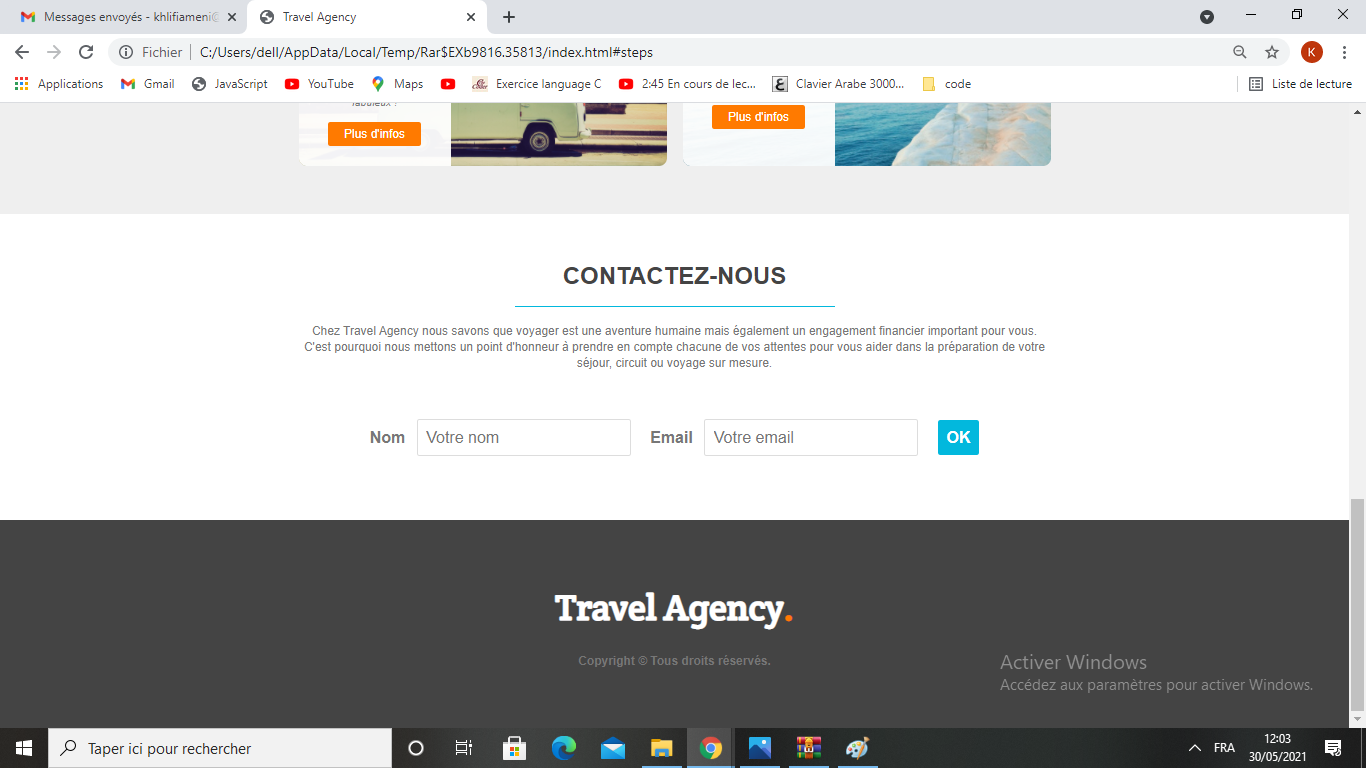 Messages envoyés - khlifiameni@
Travel Agency
Fichier
C:/Users/dell/AppData/Local/Temp/Rar$EXb9816.35813/index.html#steps
K
Applications
Gmail
JavaScript
YouTube
Maps
Exercice language C
2:45 En cours de lec...
Clavier Arabe 3000...
code
Liste de lecture
fabuleux !
Plus d'infos
Plus d'infos
CONTACTEZ-NOUS
Chez Travel Agency nous savons que voyager est une aventure humaine mais également un engagement financier important pour vous.
C'est pourquoi nous mettons un point d'honneur à prendre en compte chacune de vos attentes pour vous aider dans la préparation de votre
séjour, circuit ou voyage sur mesure.
Nom
Votre nom
Email
Votre email
OK
Travel Agency.
Copyright © Tous droits réservés.
Activer Windows
Accédez aux paramètres pour activer Windows.
Taper ici pour rechercher
FRA
12:03
30/05/2021